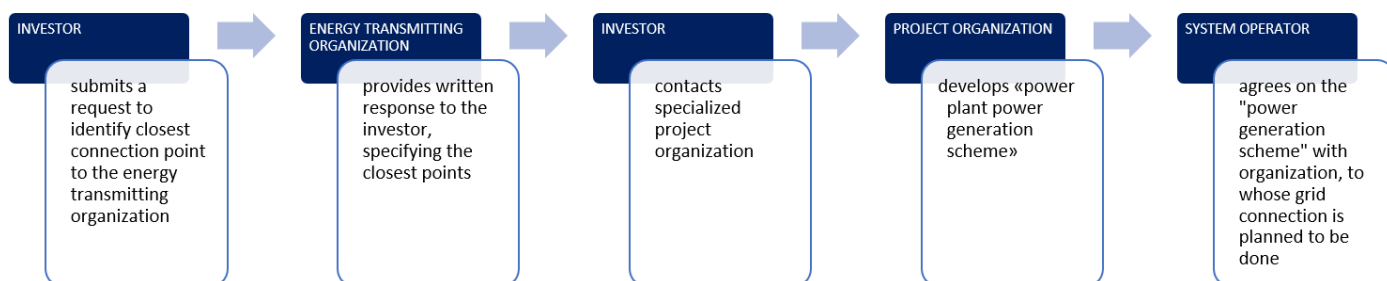 INVESTOR
submits a
request to
identify closest
connection point
to the energy
transmitting
organization
ENERGY TRANSMITTING
ORGANIZATION
provides written
response to the
investor,
specifying the
closest points
INVESTOR
contacts
specialized
project
organization
PROJECT ORGANIZATION
develops «power
plant power
generation
scheme»
SYSTEM OPERATOR
agrees on the
"power
generation
scheme" with
organization, to
whose grid
connection is
planned to be
done